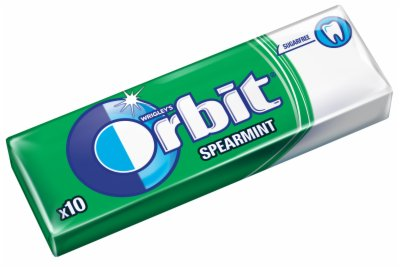 SUGARFREE
WRIGLEY'S
Orbit®
SPEARMINT
x10